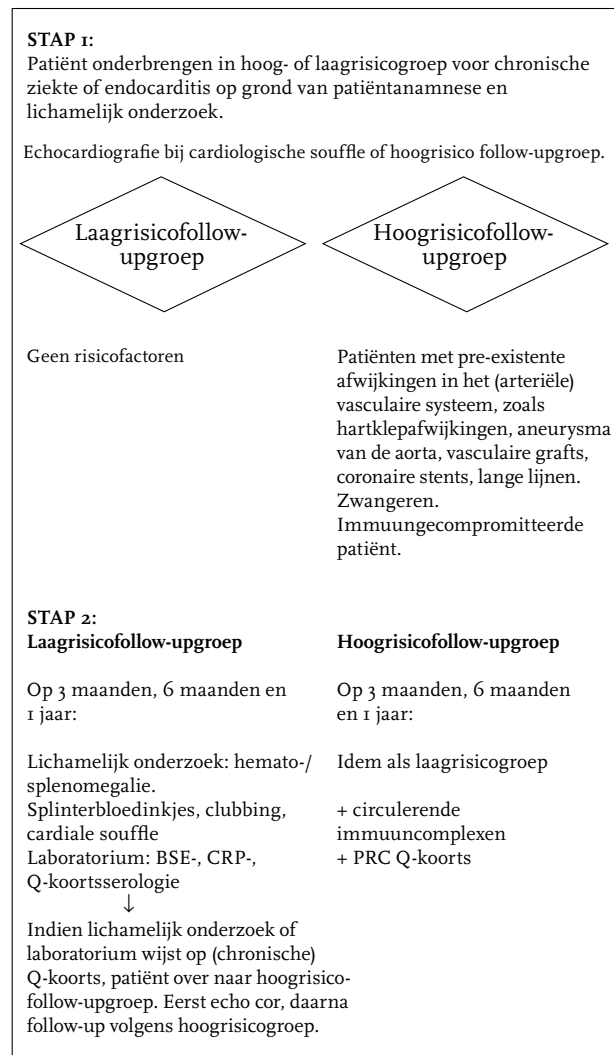 STAP 1:
Patiënt onderbrengen in hoog- of laagrisicogroep voor chronische
ziekte of endocarditis op grond van patiëntanamnese en
lichamelijk onderzoek.
Echocardiografie bij cardiologische souffle of hoogrisico follow-upgroep.
Laagrisicofollow-
upgroep
Hoogrisicofollow-
upgroep
Geen risicofactoren
Patiënten met pre-existente
afwijkingen in het (arteriële)
vasculaire systeem, zoals
hartklepafwijkingen, aneurysma
van de aorta, vasculaire grafts,
coronaire stents, lange lijnen.
Zwangeren.
Immuungecompromitteerde
patiënt.
STAP 2:
Laagrisicofollow-upgroep
Op 3 maanden, 6 maanden en
1 jaar:
Lichamelijk onderzoek: hemato-/
splenomegalie.
Splinterbloedinkjes, clubbing,
cardiale souffle
Laboratorium: BSE-, CRP-,
Q-koortsserologie
↓
Indien lichamelijk onderzoek of
laboratorium wijst op (chronische)
Q-koorts, patiënt over naar hoogrisico-
follow-upgroep. Eerst echo cor, daarna
follow-up volgens hoogrisicogroep.
Hoogrisicofollow-upgroep
Op 3 maanden, 6 maanden
en 1 jaar:
Idem als laagrisicogroep
+ circulerende
immuuncomplexen
+ PRC Q-koorts